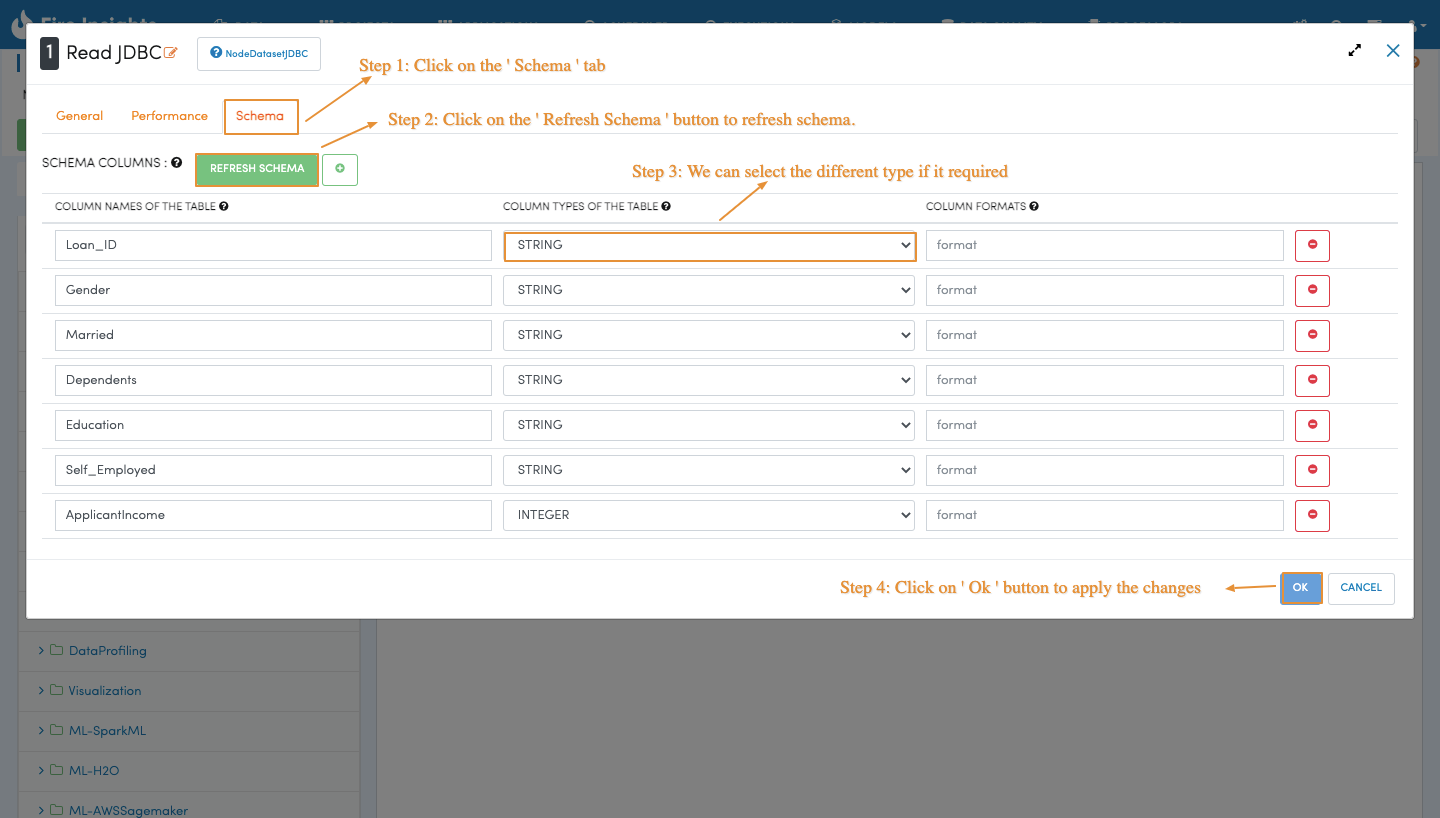 1 Read JDBC
NodeDatasetJDBC
Step 1: Click on the ' Schema ' tab
General Performance Schema
Step 2: Click on the ' Refresh Schema ' button to refresh schema.
SCHEMA COLUMNS :
REFRESH SCHEMA
Step 3: We can select the different type if it required
COLUMN NAMES OF THE TABLE COLUMN TYPES OF THE TABLE COLUMN FORMATS
Loan_ID STRING format
Gender STRING format
Married STRING format
Dependents STRING format
Education STRING format
Self_Employed STRING format
ApplicantIncome INTEGER format
Step 4: Click on ' Ok ' button to apply the changes
OK CANCEL
DataProfiling
Visualization
ML-SparkML
ML-H2O
ML-AWSSagemaker